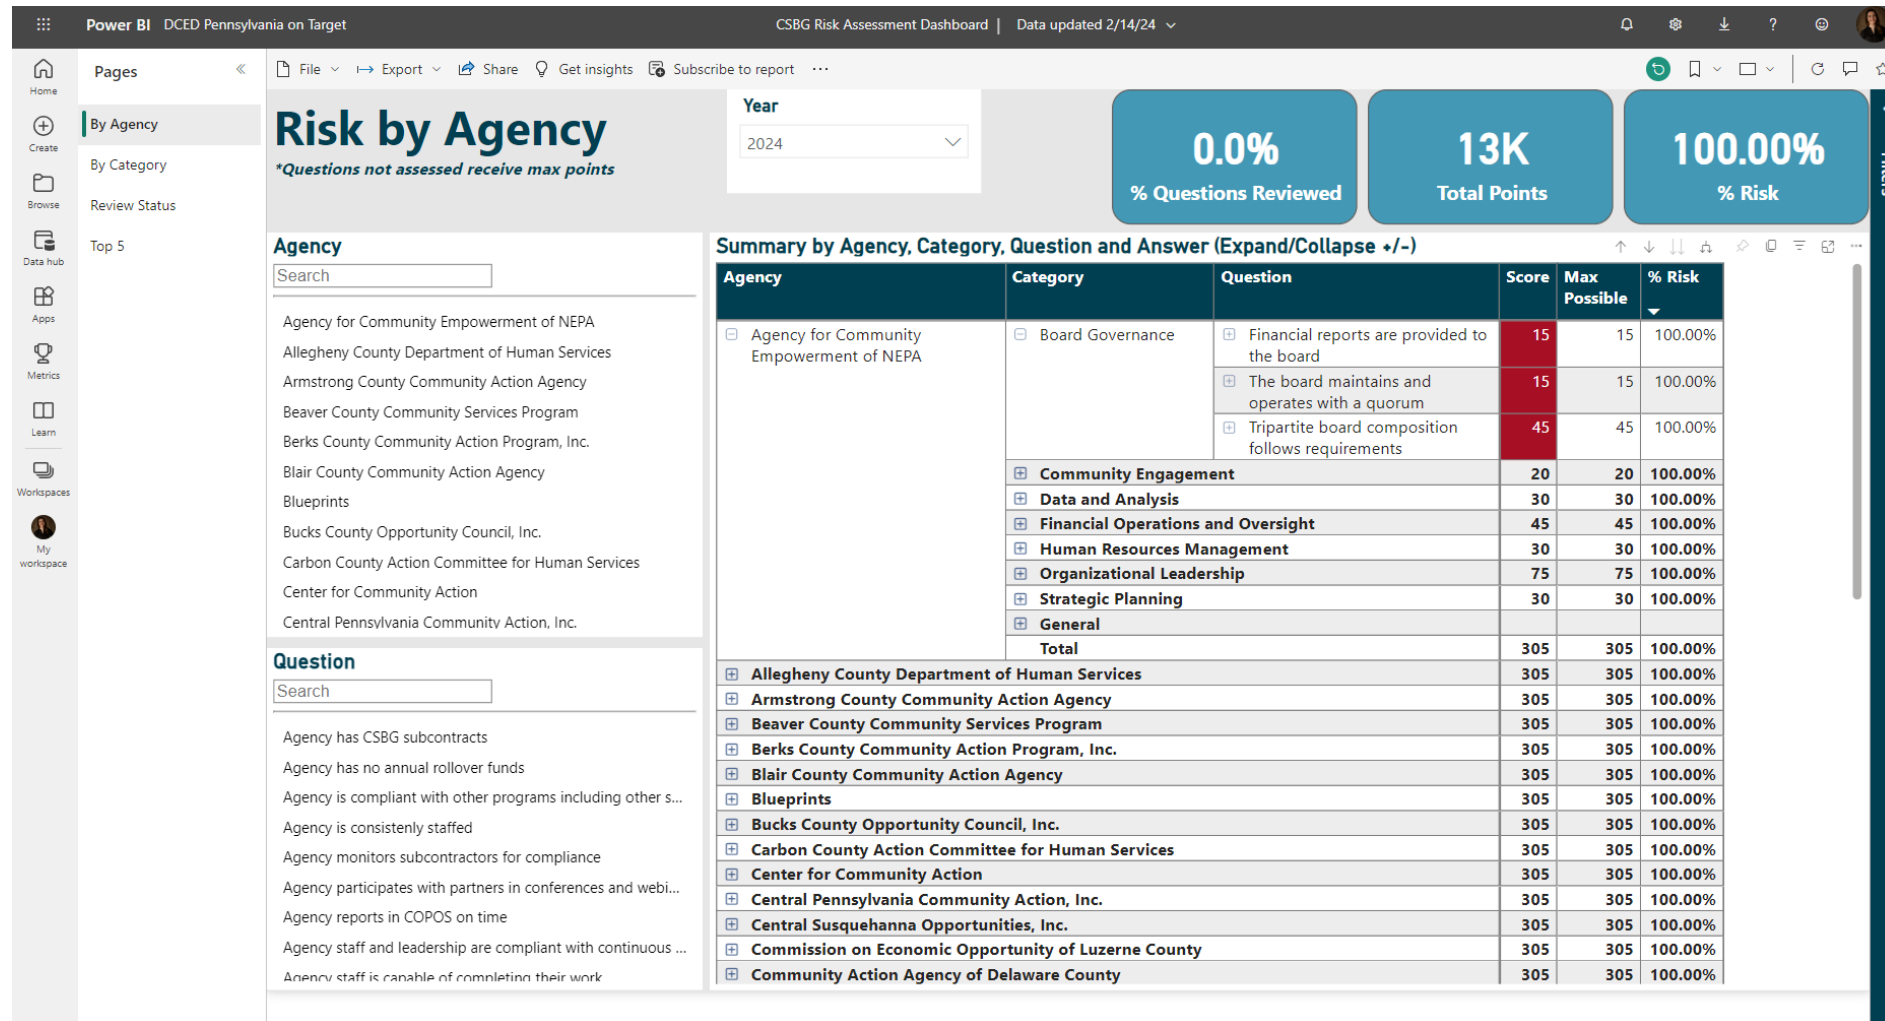 Power BI DCED Pennsylvania on Target
CSBG Risk Assessment Dashboard | Data updated 2/14/24
Home
Create
Browse
Data hub
Apps
Metrics
Learn
Workspaces
My
workspace
Pages
By Agency
By Category
Review Status
Top 5
File Export Share Get insights Subscribe to report ...
Risk by Agency
*Questions not assessed receive max points
Year
2024
0.0%
% Questions Reviewed
13K
Total Points
100.00%
% Risk
Agency
Search
Agency for Community Empowerment of NEPA
Allegheny County Department of Human Services
Armstrong County Community Action Agency
Beaver County Community Services Program
Berks County Community Action Program, Inc.
Blair County Community Action Agency
Blueprints
Bucks County Opportunity Council, Inc.
Carbon County Action Committee for Human Services
Center for Community Action
Central Pennsylvania Community Action, Inc.
Question
Search
Agency has CSBG subcontracts
Agency has no annual rollover funds
Agency is compliant with other programs including other s...
Agency is consistenly staffed
Agency monitors subcontractors for compliance
Agency participates with partners in conferences and webi...
Agency reports in COPOS on time
Agency staff and leadership are compliant with continuous ...
Agency staff is capable of completing their work
Summary by Agency, Category, Question and Answer (Expand/Collapse +/-)
Agency Category Question Score Max Possible % Risk
Agency for Community Empowerment of NEPA Board Governance Financial reports are provided to the board 15 15 100.00%
The board maintains and operates with a quorum 15 15 100.00%
Tripartite board composition follows requirements 45 45 100.00%
Community Engagement 20 20 100.00%
Data and Analysis 30 30 100.00%
Financial Operations and Oversight 45 45 100.00%
Human Resources Management 30 30 100.00%
Organizational Leadership 75 75 100.00%
Strategic Planning 30 30 100.00%
General
Total 305 305 100.00%
Allegheny County Department of Human Services 305 305 100.00%
Armstrong County Community Action Agency 305 305 100.00%
Beaver County Community Services Program 305 305 100.00%
Berks County Community Action Program, Inc. 305 305 100.00%
Blair County Community Action Agency 305 305 100.00%
Blueprints 305 305 100.00%
Bucks County Opportunity Council, Inc. 305 305 100.00%
Carbon County Action Committee for Human Services 305 305 100.00%
Center for Community Action 305 305 100.00%
Central Pennsylvania Community Action, Inc. 305 305 100.00%
Central Susquehanna Opportunities, Inc. 305 305 100.00%
Commission on Economic Opportunity of Luzerne County 305 305 100.00%
Community Action Agency of Delaware County 305 305 100.00%